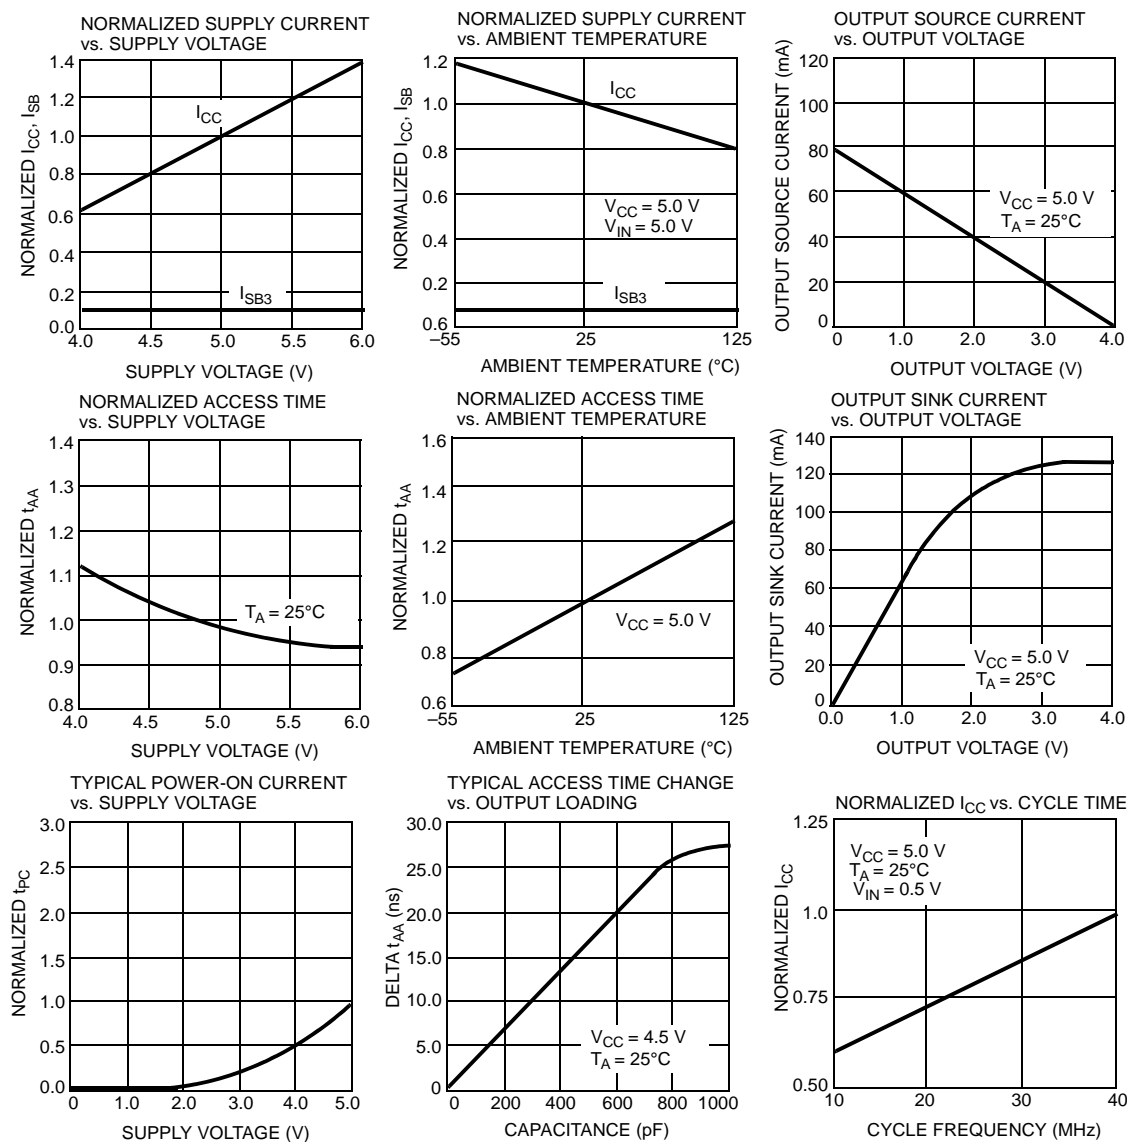 NORMALIZED SUPPLY CURRENT
vs. SUPPLY VOLTAGE
1.4
1.2
1.0
0.8
0.6
0.4
0.2
0.0
NORMALIZED I_CC, I_SB
I_CC
I_SB3
4.0 4.5 5.0 5.5 6.0
SUPPLY VOLTAGE (V)
NORMALIZED SUPPLY CURRENT
vs. AMBIENT TEMPERATURE
1.2
1.0
0.8
0.6
0.4
0.2
0.6
NORMALIZED I_CC, I_SB
I_CC
V_CC = 5.0 V
V_IN = 5.0 V
I_SB3
–55 25 125
AMBIENT TEMPERATURE (°C)
OUTPUT SOURCE CURRENT
vs. OUTPUT VOLTAGE
120
100
80
60
40
20
0
OUTPUT SOURCE CURRENT (mA)
V_CC = 5.0 V
T_A = 25°C
0 1.0 2.0 3.0 4.0
OUTPUT VOLTAGE (V)
NORMALIZED ACCESS TIME
vs. SUPPLY VOLTAGE
1.4
1.3
1.2
1.1
1.0
0.9
0.8
NORMALIZED t_AA
T_A = 25°C
4.0 4.5 5.0 5.5 6.0
SUPPLY VOLTAGE (V)
NORMALIZED ACCESS TIME
vs. AMBIENT TEMPERATURE
1.6
1.4
1.2
1.0
0.8
0.6
NORMALIZED t_AA
V_CC = 5.0 V
–55 25 125
AMBIENT TEMPERATURE (°C)
OUTPUT SINK CURRENT
vs. OUTPUT VOLTAGE
140
120
100
80
60
40
20
0
OUTPUT SINK CURRENT (mA)
V_CC = 5.0 V
T_A = 25°C
0.0 1.0 2.0 3.0 4.0
OUTPUT VOLTAGE (V)
TYPICAL POWER-ON CURRENT
vs. SUPPLY VOLTAGE
3.0
2.5
2.0
1.5
1.0
0.5
0.0
NORMALIZED t_PC
0 1.0 2.0 3.0 4.0 5.0
SUPPLY VOLTAGE (V)
TYPICAL ACCESS TIME CHANGE
vs. OUTPUT LOADING
30.0
25.0
20.0
15.0
10.0
5.0
0
DELTA t_AA (ns)
V_CC = 4.5 V
T_A = 25°C
0 200 400 600 800 1000
CAPACITANCE (pF)
NORMALIZED I_CC vs. CYCLE TIME
1.25
1.0
0.75
0.50
NORMALIZED I_CC
V_CC = 5.0 V
T_A = 25°C
V_IN = 0.5 V
10 20 30 40
CYCLE FREQUENCY (MHz)